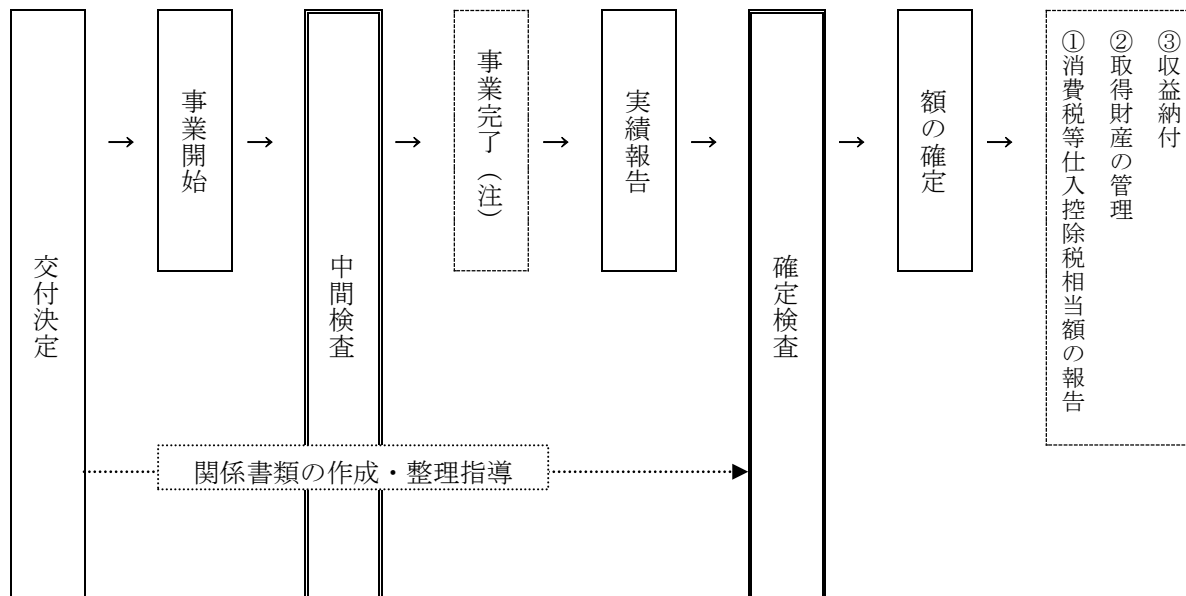 交付決定
→
事業開始
→
中間検査
→
事業完了（注）
→
実績報告
→
確定検査
→
額の確定
→
①消費税等仕入控除税相当額の報告
②取得財産の管理
③収益納付
関係書類の作成・整理指導